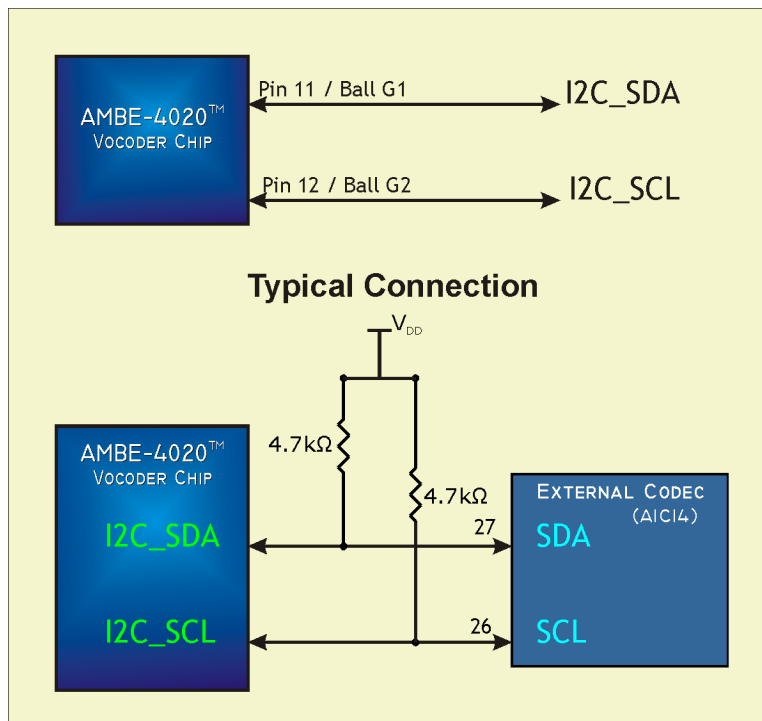 AMBE-4020™
VOCODER CHIP
Pin 11 / Ball G1
I2C_SDA
Pin 12 / Ball G2
I2C_SCL
Typical Connection
VDD
4.7kΩ
4.7kΩ
AMBE-4020™
VOCODER CHIP
I2C_SDA
I2C_SCL
27
26
EXTERNAL CODEC
(AIC14)
SDA
SCL